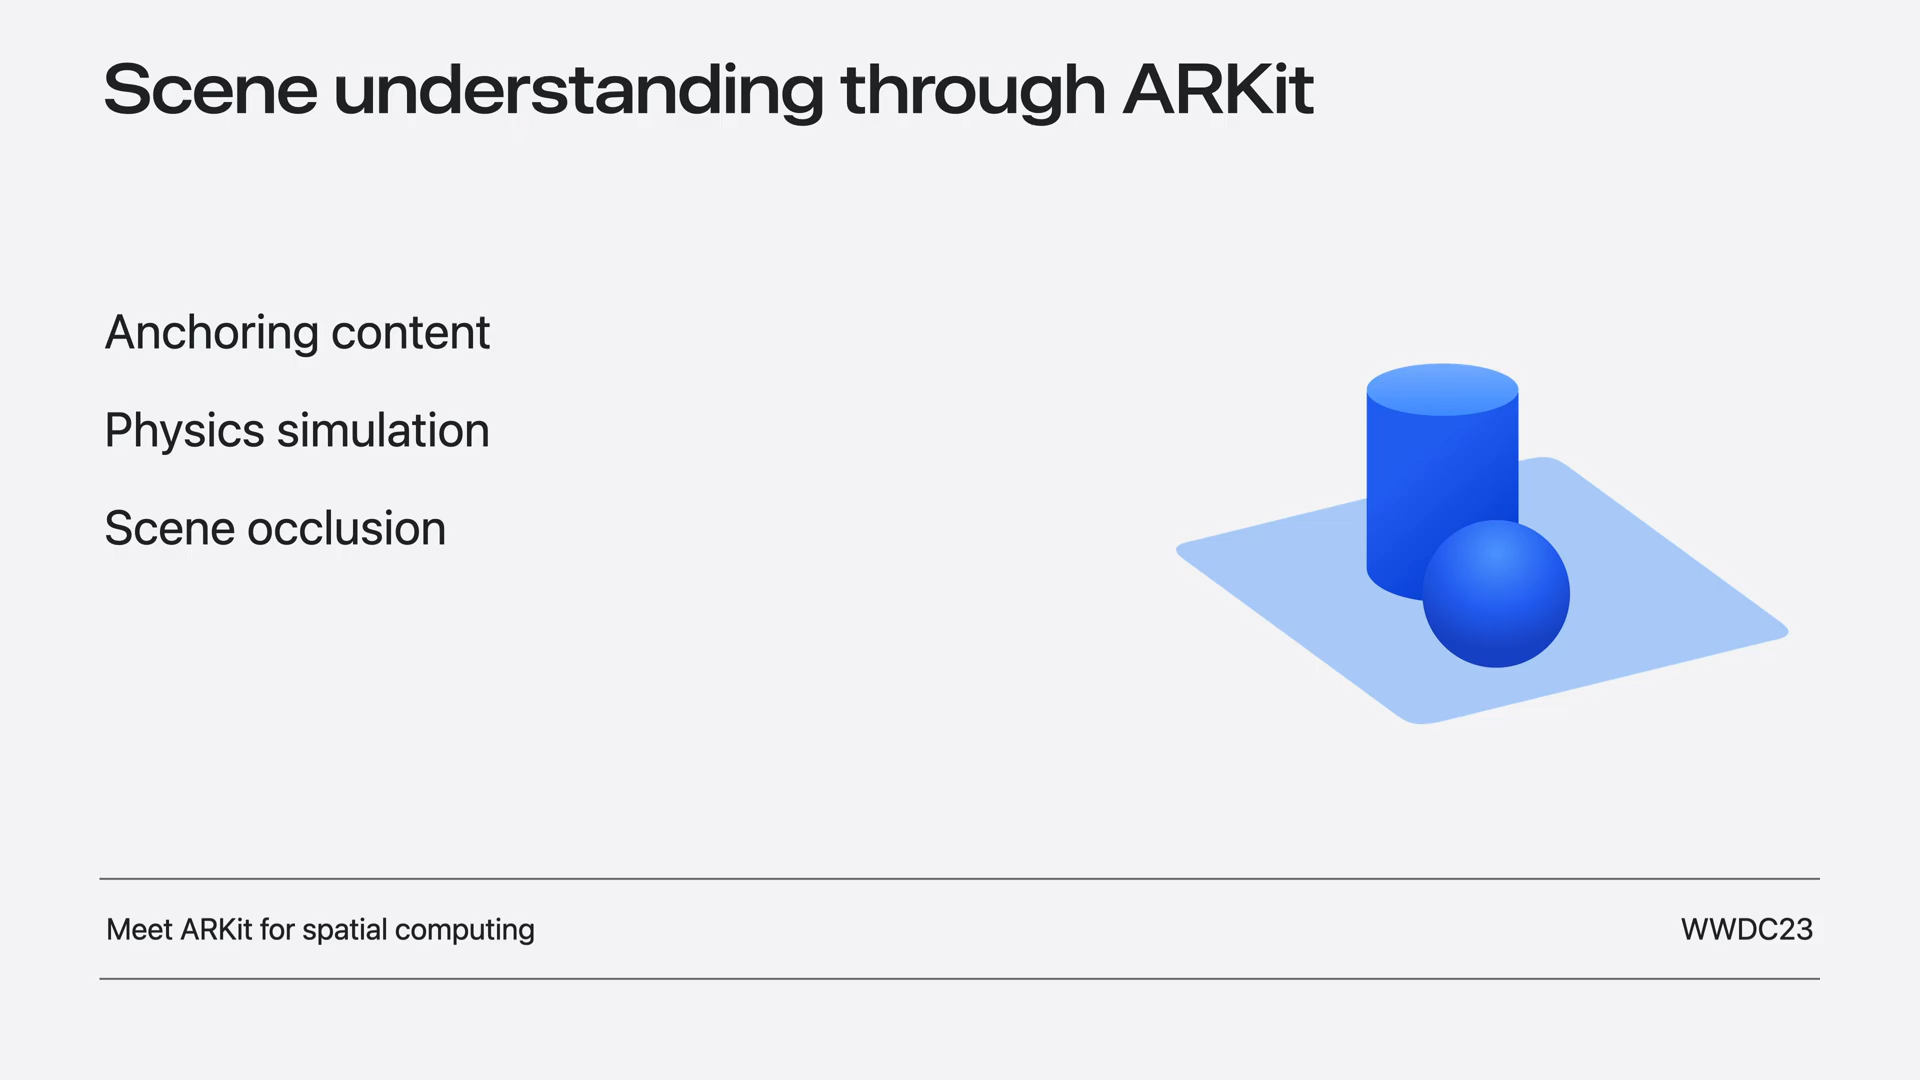 Scene understanding through ARKit
Anchoring content
Physics simulation
Scene occlusion
Meet ARKit for spatial computing
WWDC23